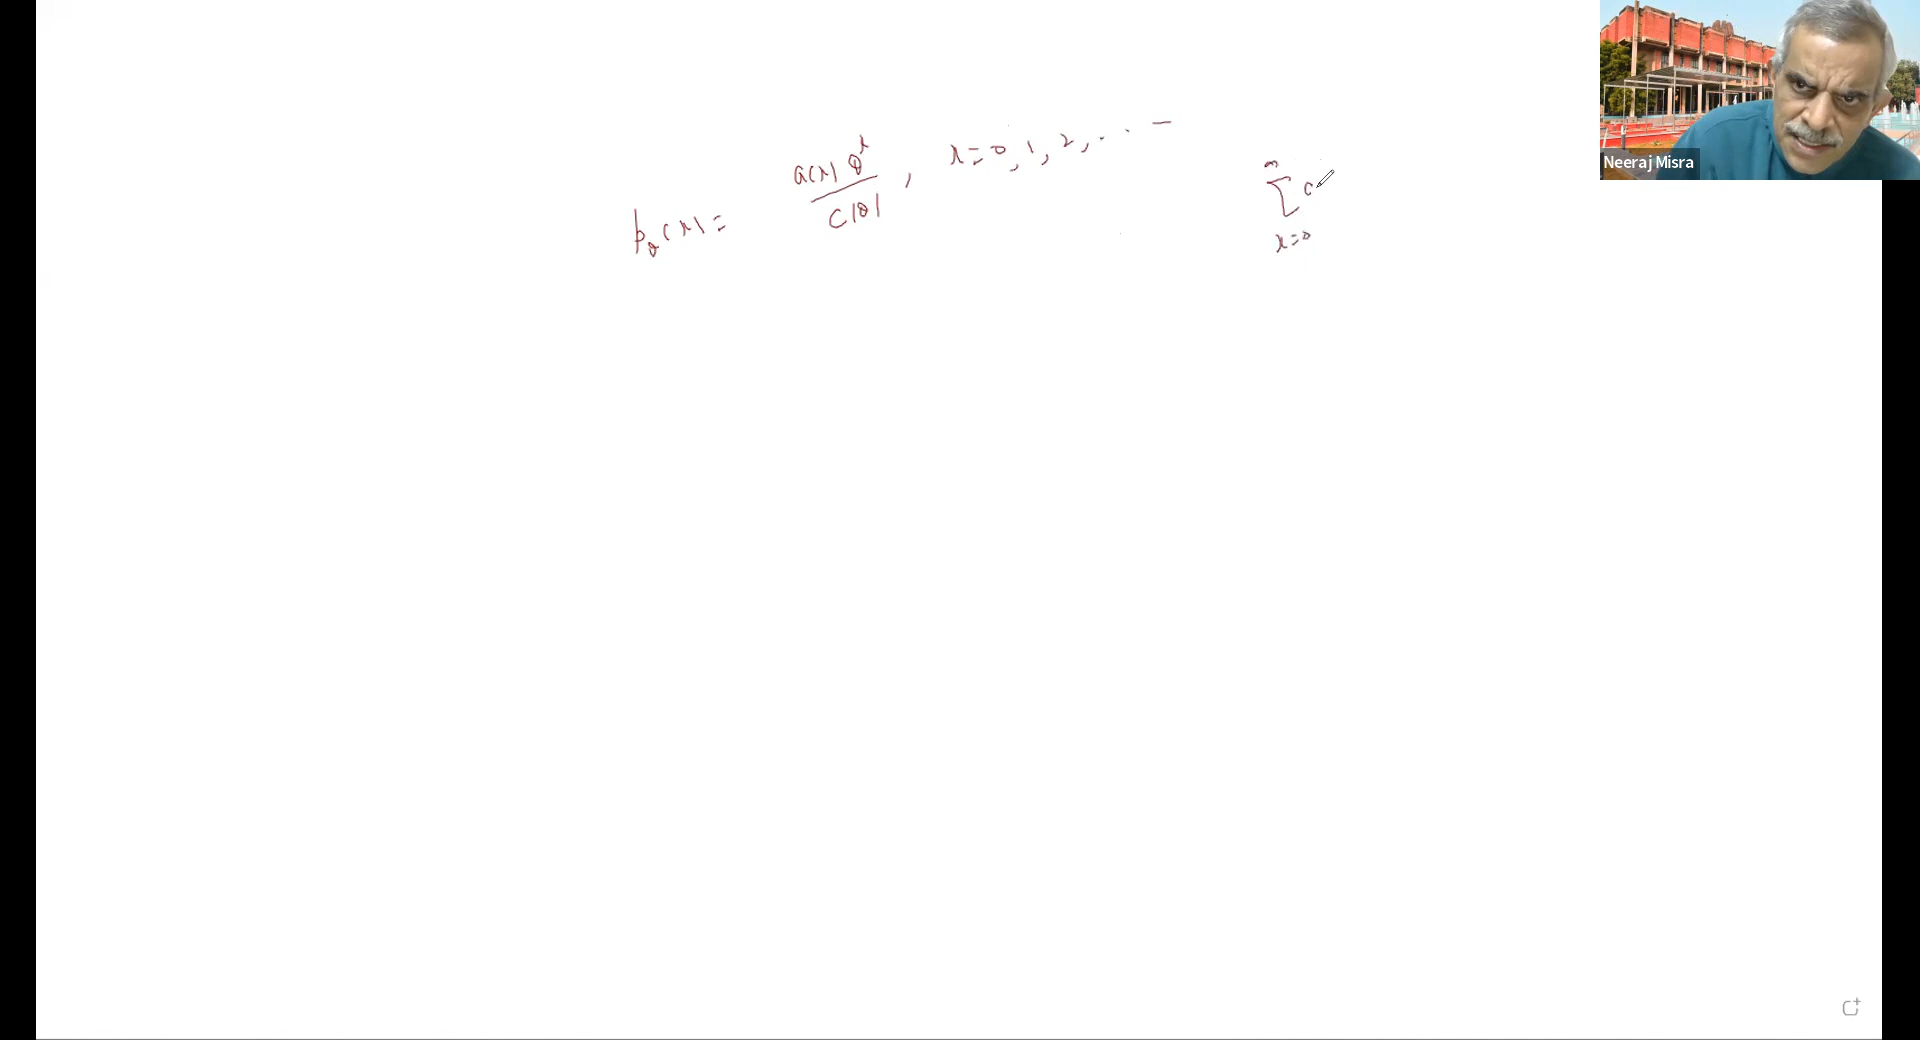 p_θ(x) = a(x) θ^x / c(θ) , x = 0, 1, 2, . . . –
∞ Σ x=0 c
Neeraj Misra